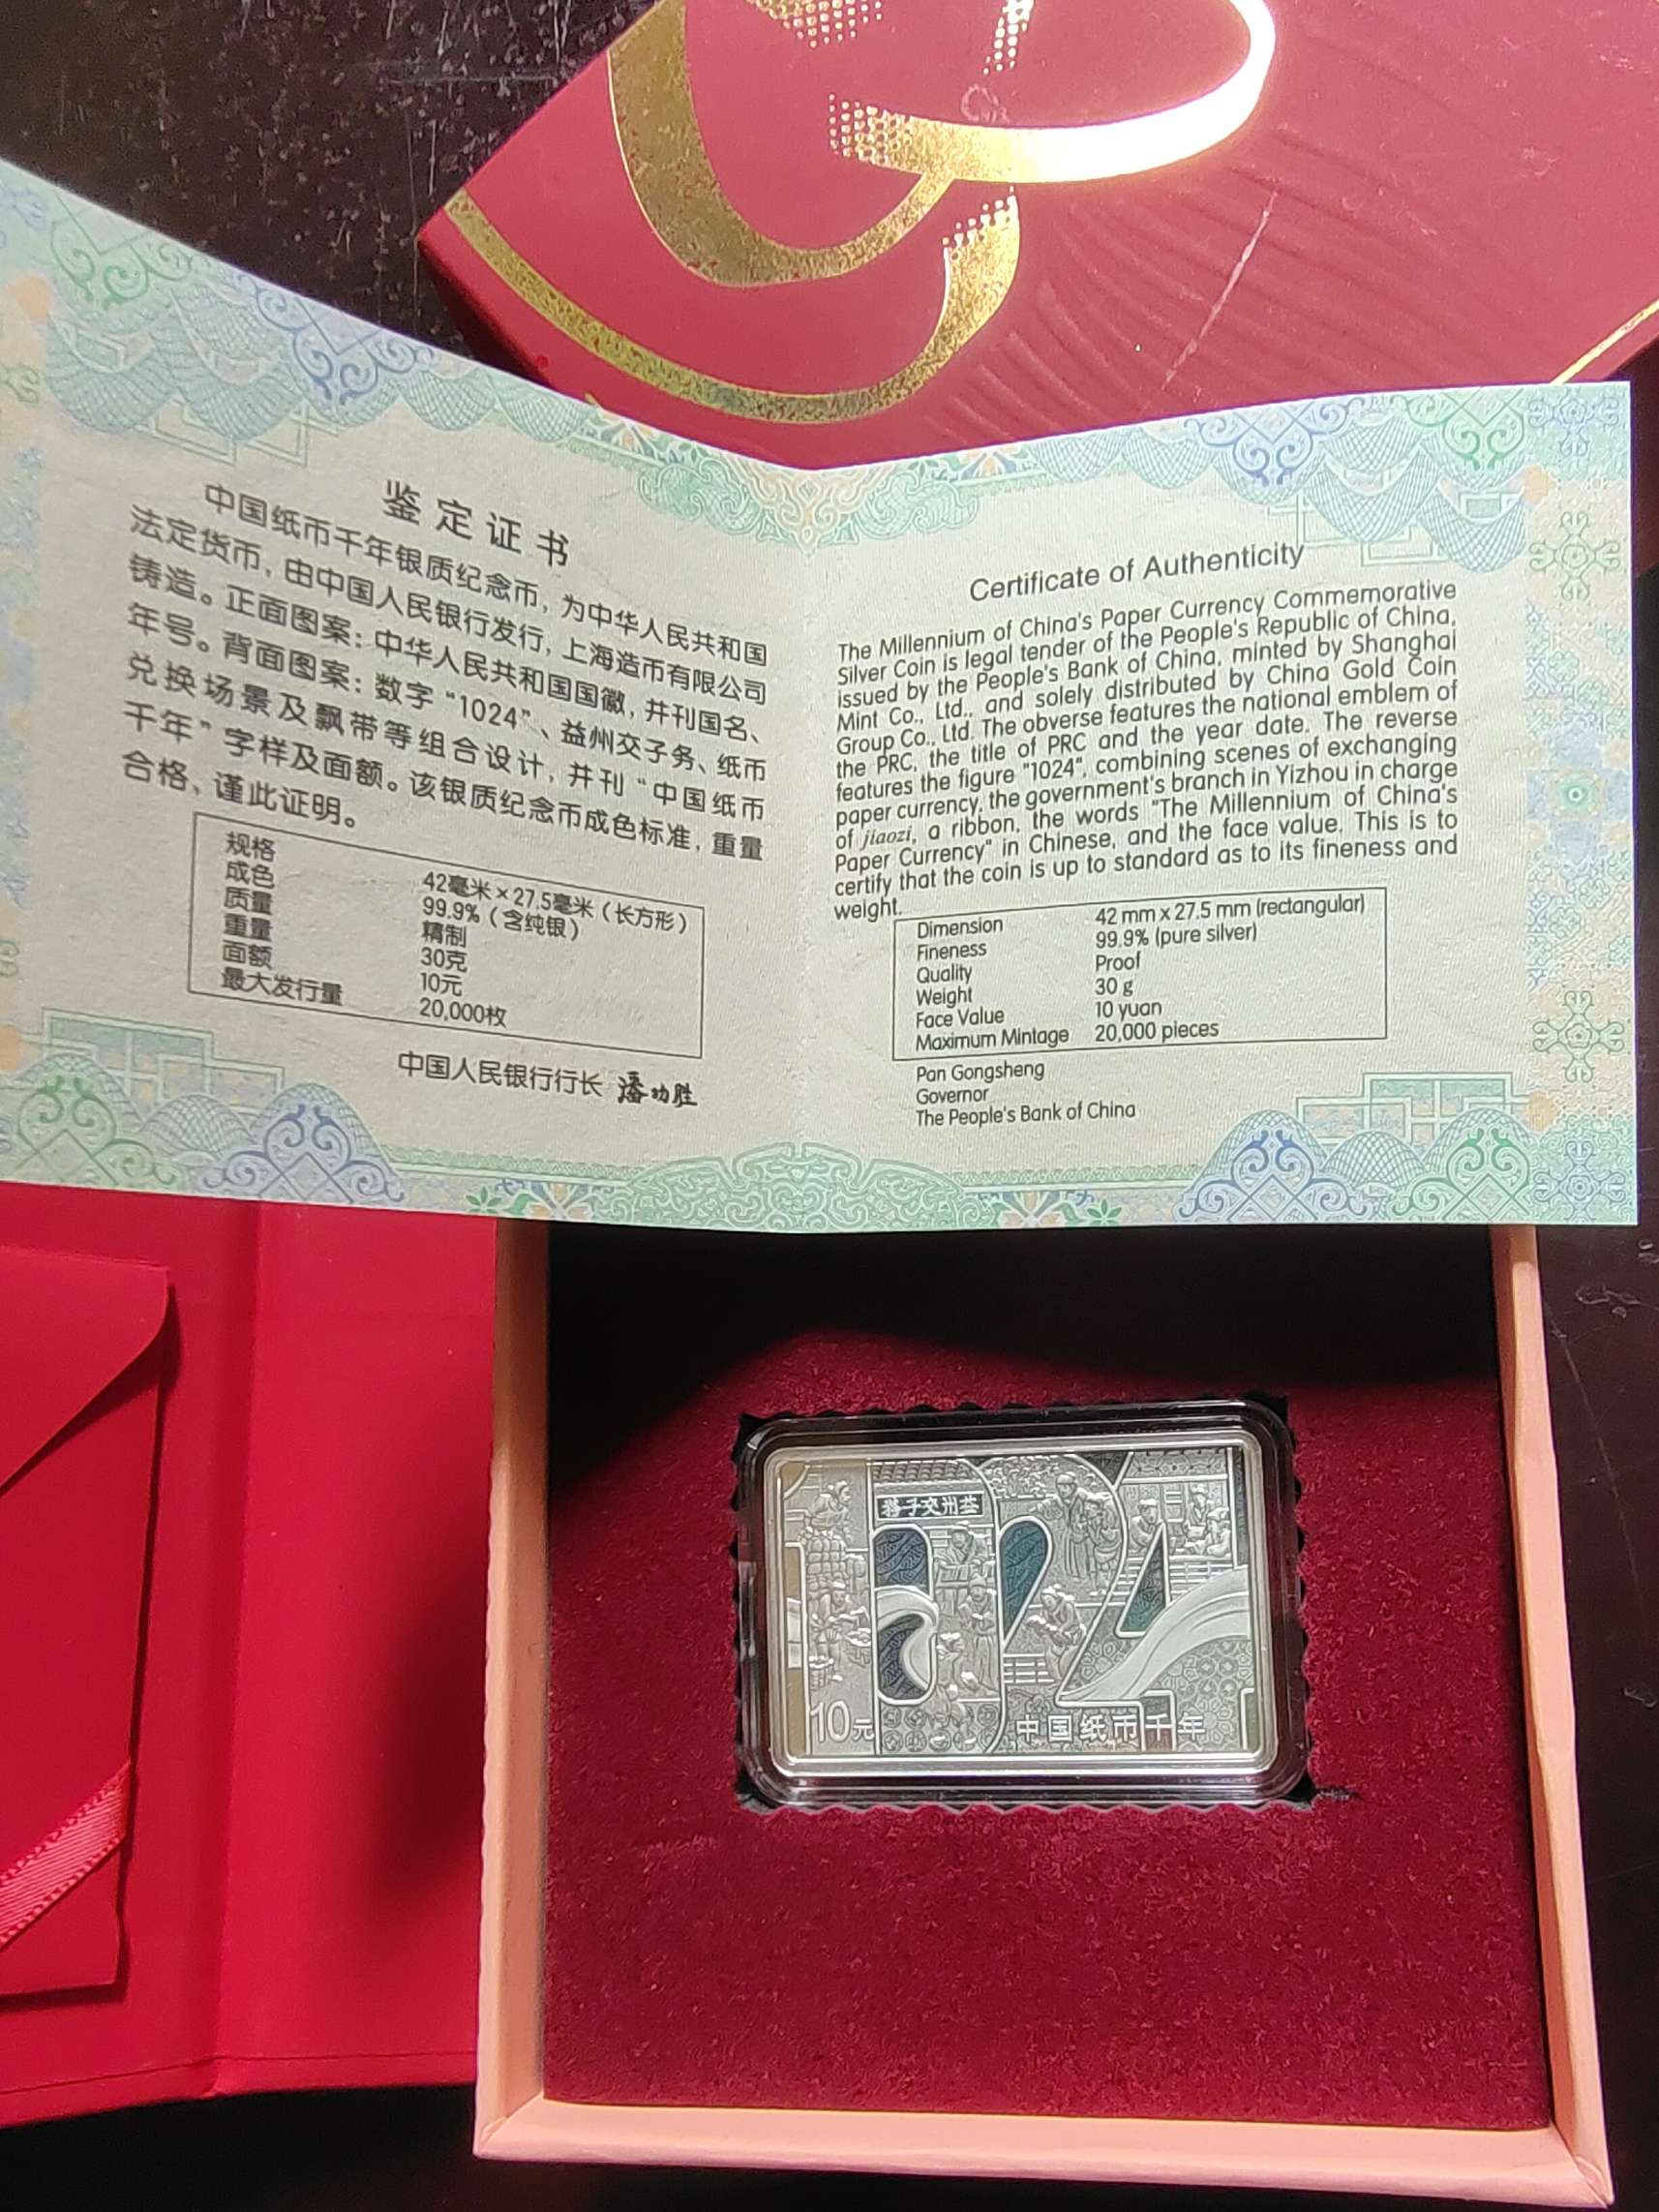 鉴定证书
中国纸币千年银质纪念币，为中华人民共和国
法定货币，由中国人民银行发行，上海造币有限公司
铸造。正面图案：中华人民共和国国徽，并刊国名、
年号。背面图案：数字“1024”、益州交子务、纸币
兑换场景及飘带等组合设计，并刊“中国纸币
千年”字样及面额。该银质纪念币成色标准，重量
合格，谨此证明。
规格 42毫米×27.5毫米（长方形）
成色 99.9%（含纯银）
质量 精制
重量 30克
面额 10元
最大发行量 20,000枚
中国人民银行行长 潘功胜
Certificate of Authenticity
The Millennium of China's Paper Currency Commemorative
Silver Coin is legal tender of the People's Republic of China,
issued by the People's Bank of China, minted by Shanghai
Mint Co., Ltd., and solely distributed by China Gold Coin
Group Co., Ltd. The obverse features the national emblem of
the PRC, the title of PRC and the year date. The reverse
features the figure "1024", combining scenes of exchanging
paper currency, the government's branch in Yizhou in charge
of jiaozi, a ribbon, the words "The Millennium of China's
Paper Currency" in Chinese, and the face value. This is to
certify that the coin is up to standard as to its fineness and
weight.
Dimension 42 mm x 27.5 mm (rectangular)
Fineness 99.9% (pure silver)
Quality Proof
Weight 30 g
Face Value 10 yuan
Maximum Mintage 20,000 pieces
Pan Gongsheng
Governor
The People's Bank of China
務子交州益
1024
10元
中国纸币千年